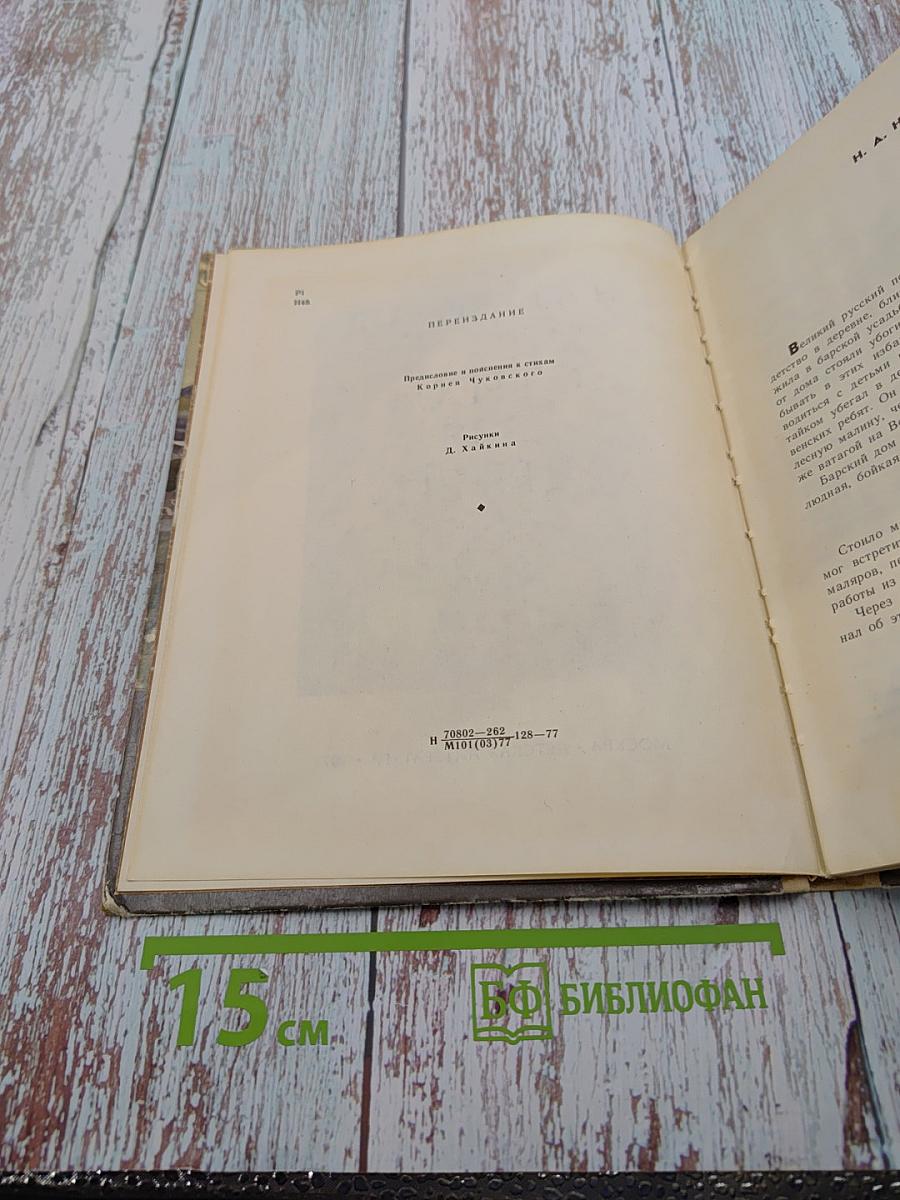 Р1
Н48
ПЕРЕИЗДАНИЕ
Предисловие и пояснения к стихам
Корнея Чуковского
Рисунки
Д. Хайкина
Н 70802—262
М101(03)77 128—77
Н. А. Н
Великий русский
детство в деревне,
жила в барской
от дома стояли
бывать в этих
водиться с детьми
тайком убегал в
венских ребят. Он
лесную малину,
же ватагой на
Барский дом
людная, бойкая
Стоило
мог
маляров,
работы из
Через
нал об
15 см
БФ БИБЛИОФАН